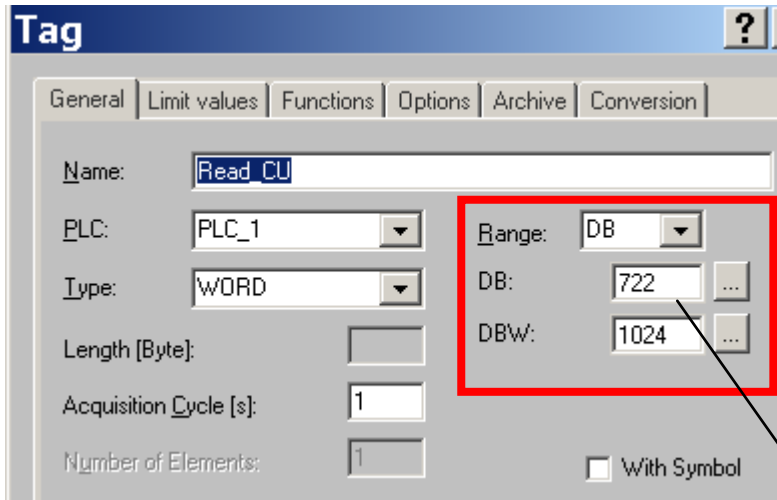 Tag ?
General Limit values Functions Options Archive Conversion
Name: Read_CU
PLC: PLC_1 Range: DB
Type: WORD DB: 722 ...
Length [Byte]: DBW: 1024 ...
Acquisition Cycle [s]: 1
Number of Elements: 1 With Symbol